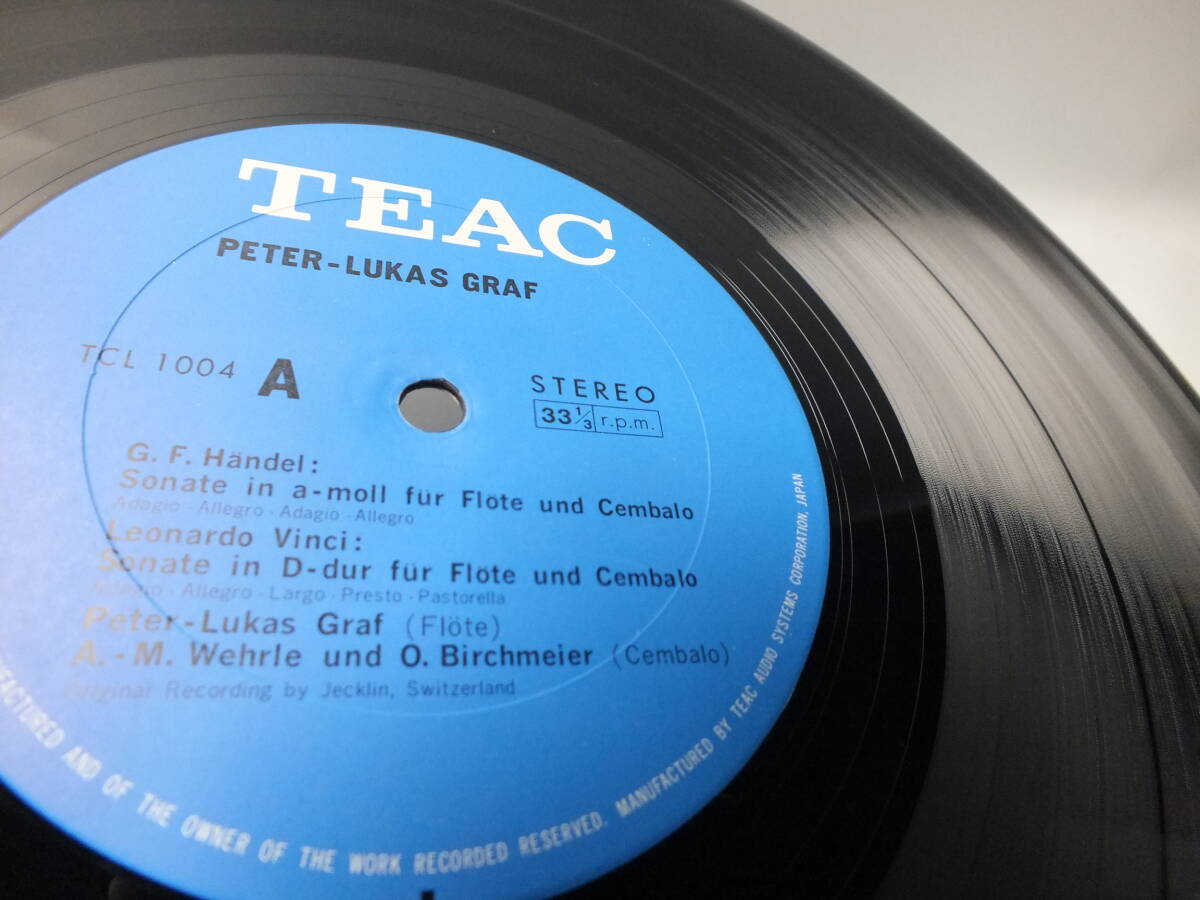 TEAC
PETER-LUKAS GRAF
TCL 1004 A
STEREO
33 1/3 r.p.m.
G. F. Händel:
Sonate in a-moll für Flöte und Cembalo
Adagio · Allegro · Adagio · Allegro
Leonardo Vinci:
Sonate in D-dur für Flöte und Cembalo
Adagio · Allegro · Largo · Presto · Pastorella
Peter-Lukas Graf (Flöte)
A.-M. Wehrle und O. Birchmeier (Cembalo)
Original Recording by Jecklin, Switzerland
AND OF THE OWNER OF THE WORK RECORDED RESERVED. MANUFACTURED BY TEAC AUDIO SYSTEMS CORPORATION, JAPAN